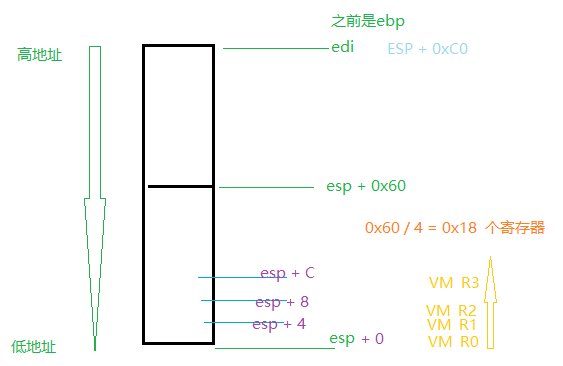 之前是ebp
高地址
edi
ESP + 0xC0
esp + 0x60
0x60 / 4 = 0x18 个寄存器
esp + C
VM R3
esp + 8
VM R2
esp + 4
VM R1
低地址
esp + 0
VM R0